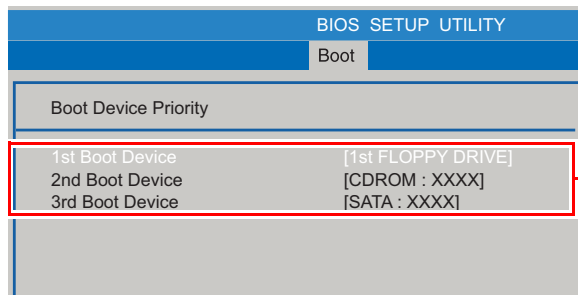 BIOS SETUP UTILITY
Boot
Boot Device Priority
1st Boot Device [1st FLOPPY DRIVE]
2nd Boot Device [CDROM : XXXX]
3rd Boot Device [SATA : XXXX]